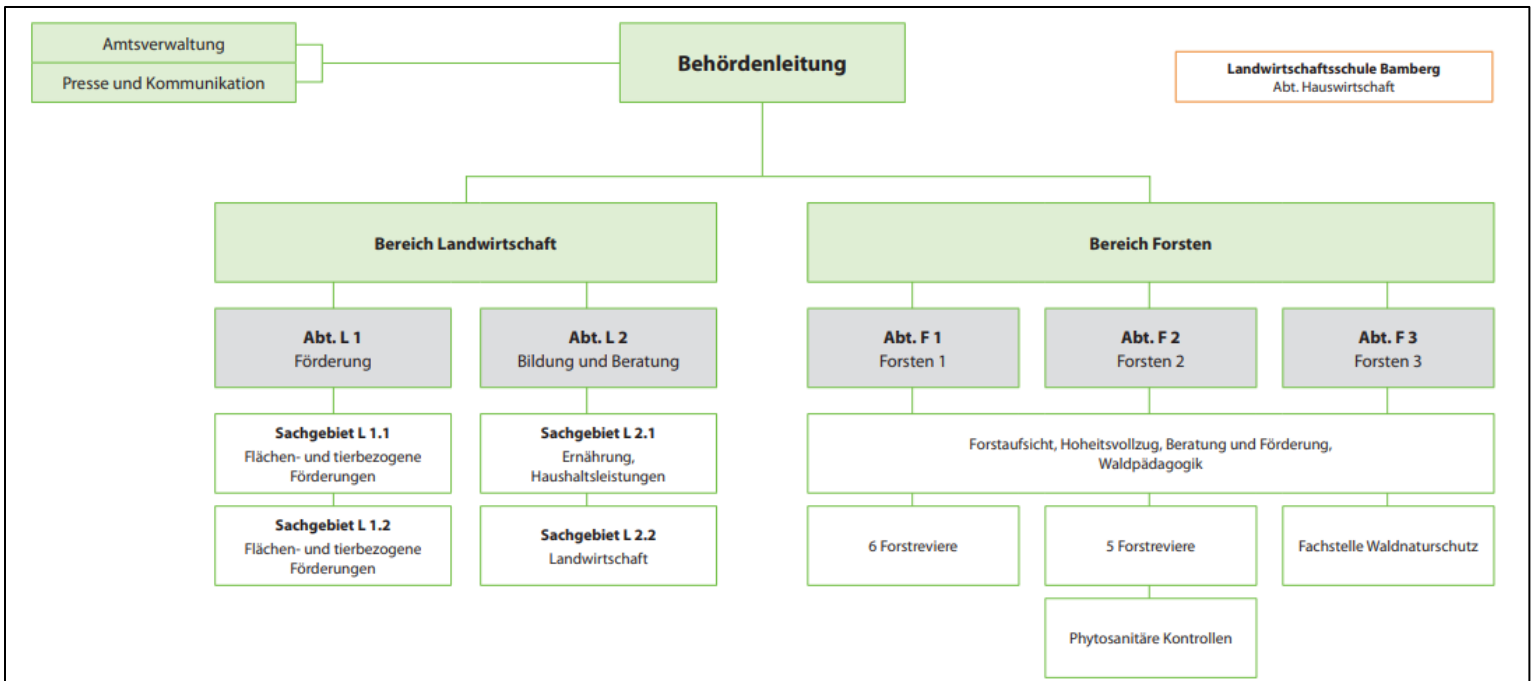 Amtsverwaltung
Presse und Kommunikation
Behördenleitung
Landwirtschaftsschule Bamberg
Abt. Hauswirtschaft
Bereich Landwirtschaft
Bereich Forsten
Abt. L 1
Förderung
Abt. L 2
Bildung und Beratung
Abt. F 1
Forsten 1
Abt. F 2
Forsten 2
Abt. F 3
Forsten 3
Sachgebiet L 1.1
Flächen- und tierbezogene
Förderungen
Sachgebiet L 2.1
Ernährung,
Haushaltsleistungen
Forstaufsicht, Hoheitsvollzug, Beratung und Förderung,
Waldpädagogik
Sachgebiet L 1.2
Flächen- und tierbezogene
Förderungen
Sachgebiet L 2.2
Landwirtschaft
6 Forstreviere
5 Forstreviere
Fachstelle Waldnaturschutz
Phytosanitäre Kontrollen